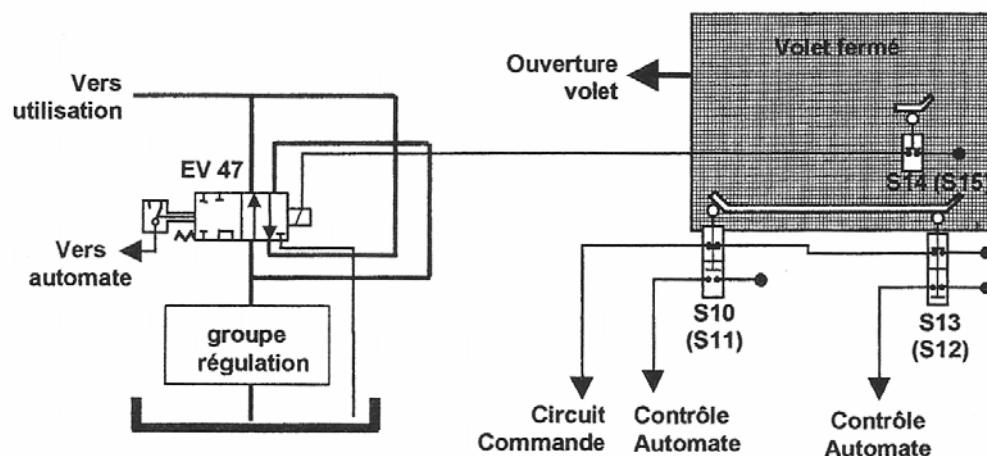 Volet fermé
Ouverture
volet
Vers
utilisation
EV 47
S14 (S15)
Vers
automate
S10
(S11)
S13
(S12)
groupe
régulation
Circuit
Commande
Contrôle
Automate
Contrôle
Automate